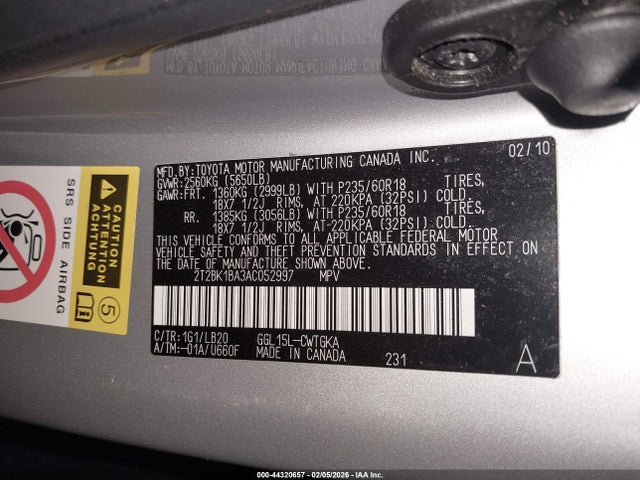 MFD.BY:TOYOTA MOTOR MANUFACTURING CANADA INC. 02/10
GVWR:2560KG (5650LB)
GAWR:FRT. 1360KG (2999LB) WITH P235/60R18 TIRES,
18X7 1/2J RIMS, AT 220KPA (32PSI) COLD
RR. 1385KG (3056LB) WITH P235/60R18 TIRES,
18X7 1/2J RIMS, AT 220KPA (32PSI) COLD
THIS VEHICLE CONFORMS TO ALL APPLICABLE FEDERAL MOTOR
VEHICLE SAFETY AND THEFT PREVENTION STANDARDS IN EFFECT ON
THE DATE OF MANUFACTURE SHOWN ABOVE.
2T2BK1BA3AC052997 MPV
C/TR:1G1/LB20 GGL15L-CWTGKA
A/TM:-01A/U660F MADE IN CANADA 231 A
SRS SIDE AIRBAG
CAUTION
ATTENTION
5
000-44320657 - 02/05/2026 - IAA Inc.